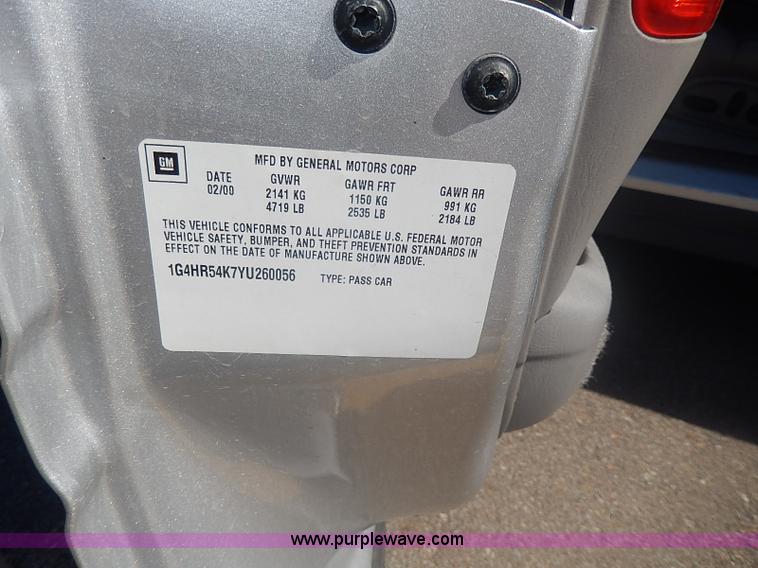 GM
MFD BY GENERAL MOTORS CORP
DATE GVWR GAWR FRT GAWR RR
02/00 2141 KG 1150 KG 991 KG
4719 LB 2535 LB 2184 LB
THIS VEHICLE CONFORMS TO ALL APPLICABLE U.S. FEDERAL MOTOR
VEHICLE SAFETY, BUMPER, AND THEFT PREVENTION STANDARDS IN
EFFECT ON THE DATE OF MANUFACTURE SHOWN ABOVE.
1G4HR54K7YU260056 TYPE: PASS CAR
www.purplewave.com